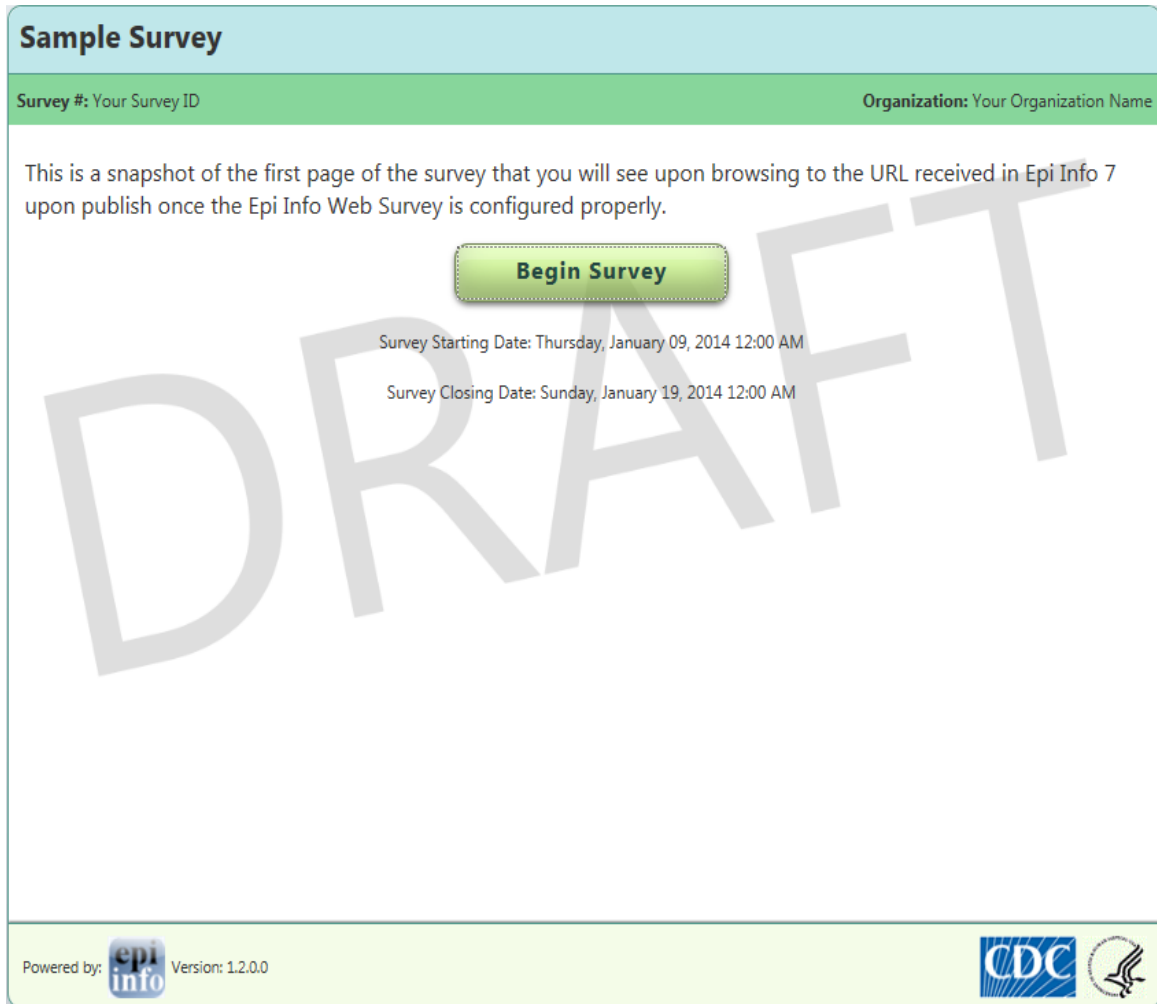 Sample Survey
Survey #: Your Survey ID Organization: Your Organization Name
This is a snapshot of the first page of the survey that you will see upon browsing to the URL received in Epi Info 7
upon publish once the Epi Info Web Survey is configured properly.
Begin Survey
Survey Starting Date: Thursday, January 09, 2014 12:00 AM
Survey Closing Date: Sunday, January 19, 2014 12:00 AM
DRAFT
Powered by: epi info Version: 1.2.0.0 CDC